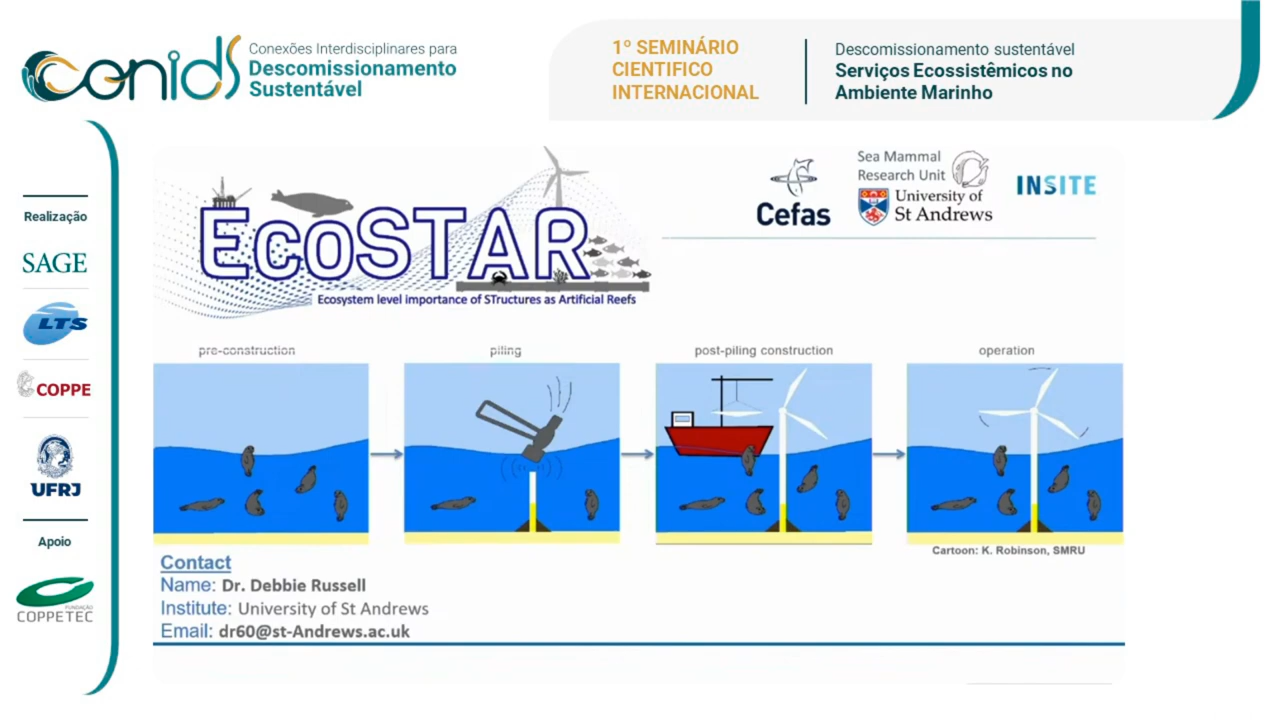 CONIDS
Conexões Interdisciplinares para
Descomissionamento
Sustentável
1º SEMINÁRIO
CIENTIFICO
INTERNACIONAL
Descomissionamento sustentável
Serviços Ecossistêmicos no
Ambiente Marinho
Realização
SAGE
LTS
COPPE
UFRJ
Apoio
FUNDAÇÃO
COPPETEC
EcoSTAR
Ecosystem level importance of STructures as Artificial Reefs
Cefas
Sea Mammal
Research Unit
University of
St Andrews
INSITE
pre-construction
piling
post-piling construction
operation
Cartoon: K. Robinson, SMRU
Contact
Name: Dr. Debbie Russell
Institute: University of St Andrews
Email: dr60@st-Andrews.ac.uk